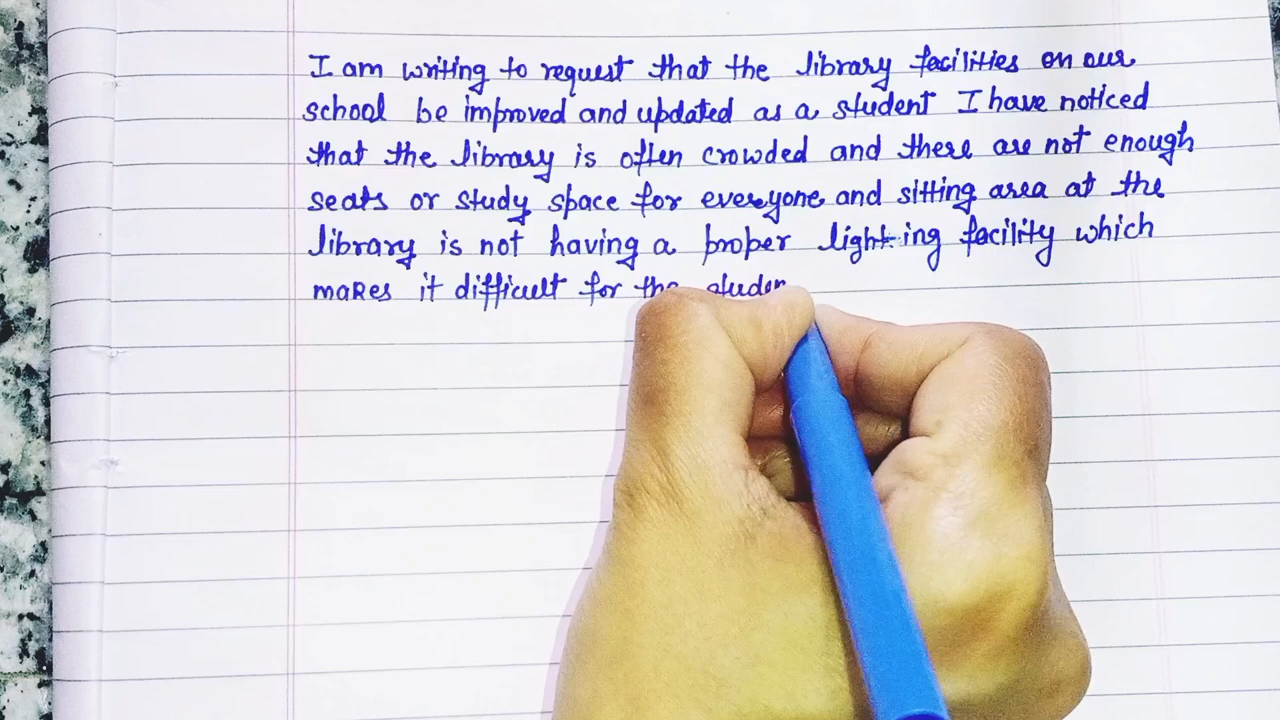 I am writing to request that the library facilities on our
school be improved and updated as a student I have noticed
that the library is often crowded and there are not enough
seats or study space for everyone and sitting area at the
library is not having a proper lighting facility which
makes it difficult for the